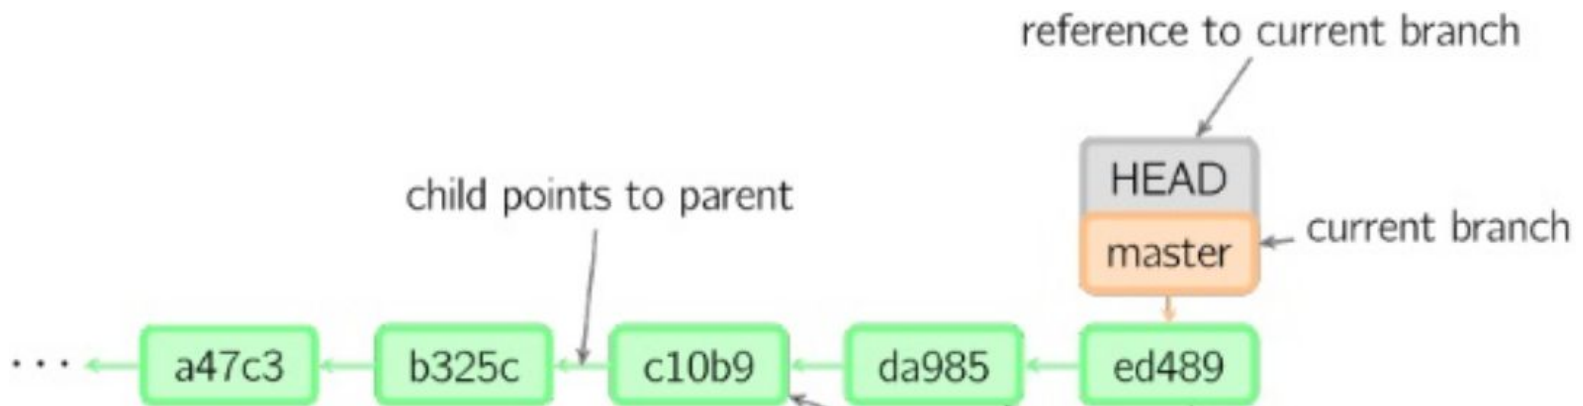 reference to current branch
HEAD
child points to parent
master
current branch
... a47c3 b325c c10b9 da985 ed489